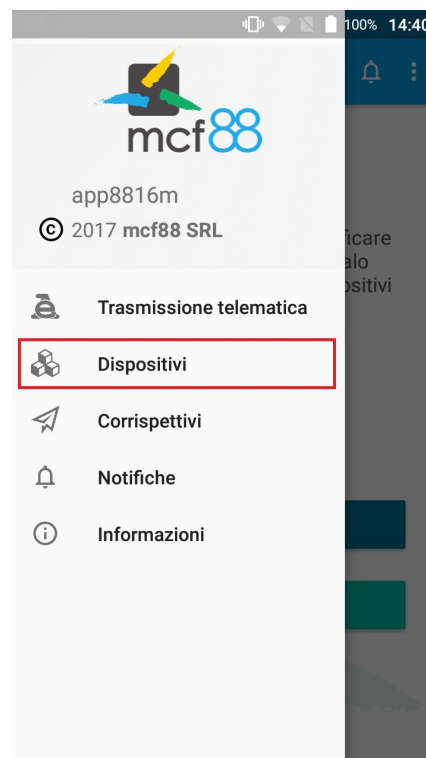 100% 14:40
mcf88
app8816m
© 2017 mcf88 SRL
ficare
alo
ositivi
Trasmissione telematica
Dispositivi
Corrispettivi
Notifiche
Informazioni